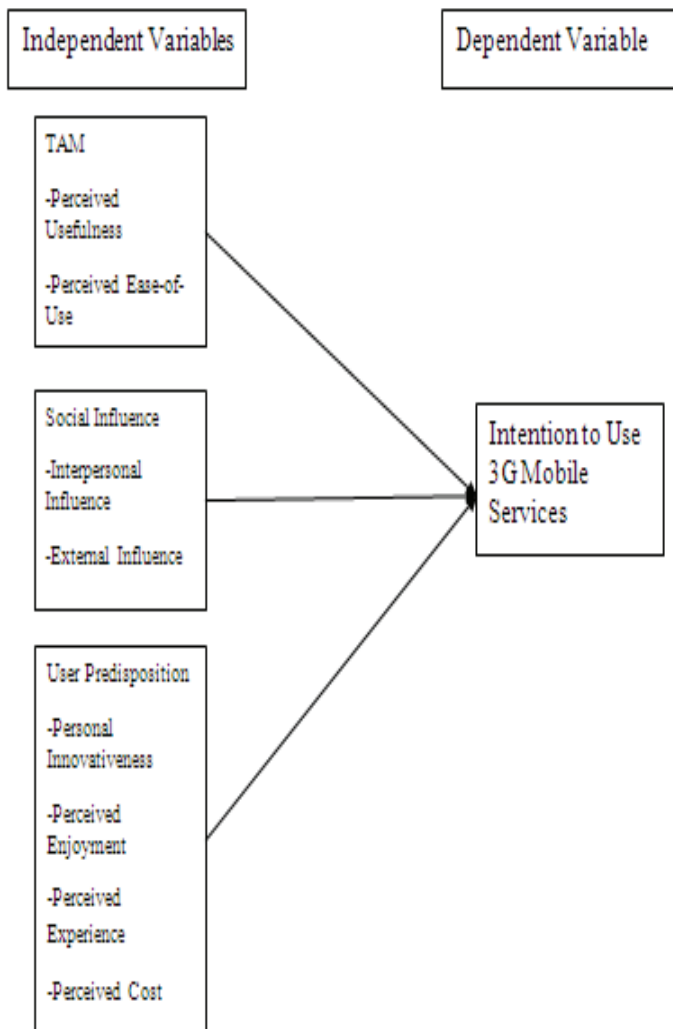 Independent Variables
Dependent Variable
TAM
-Perceived
Usefulness
-Perceived Ease-of-
Use
Social Influence
-Interpersonal
Influence
-External Influence
Intention to Use
3G Mobile
Services
User Predisposition
-Personal
Innovativeness
-Perceived
Enjoyment
-Perceived
Experience
-Perceived Cost